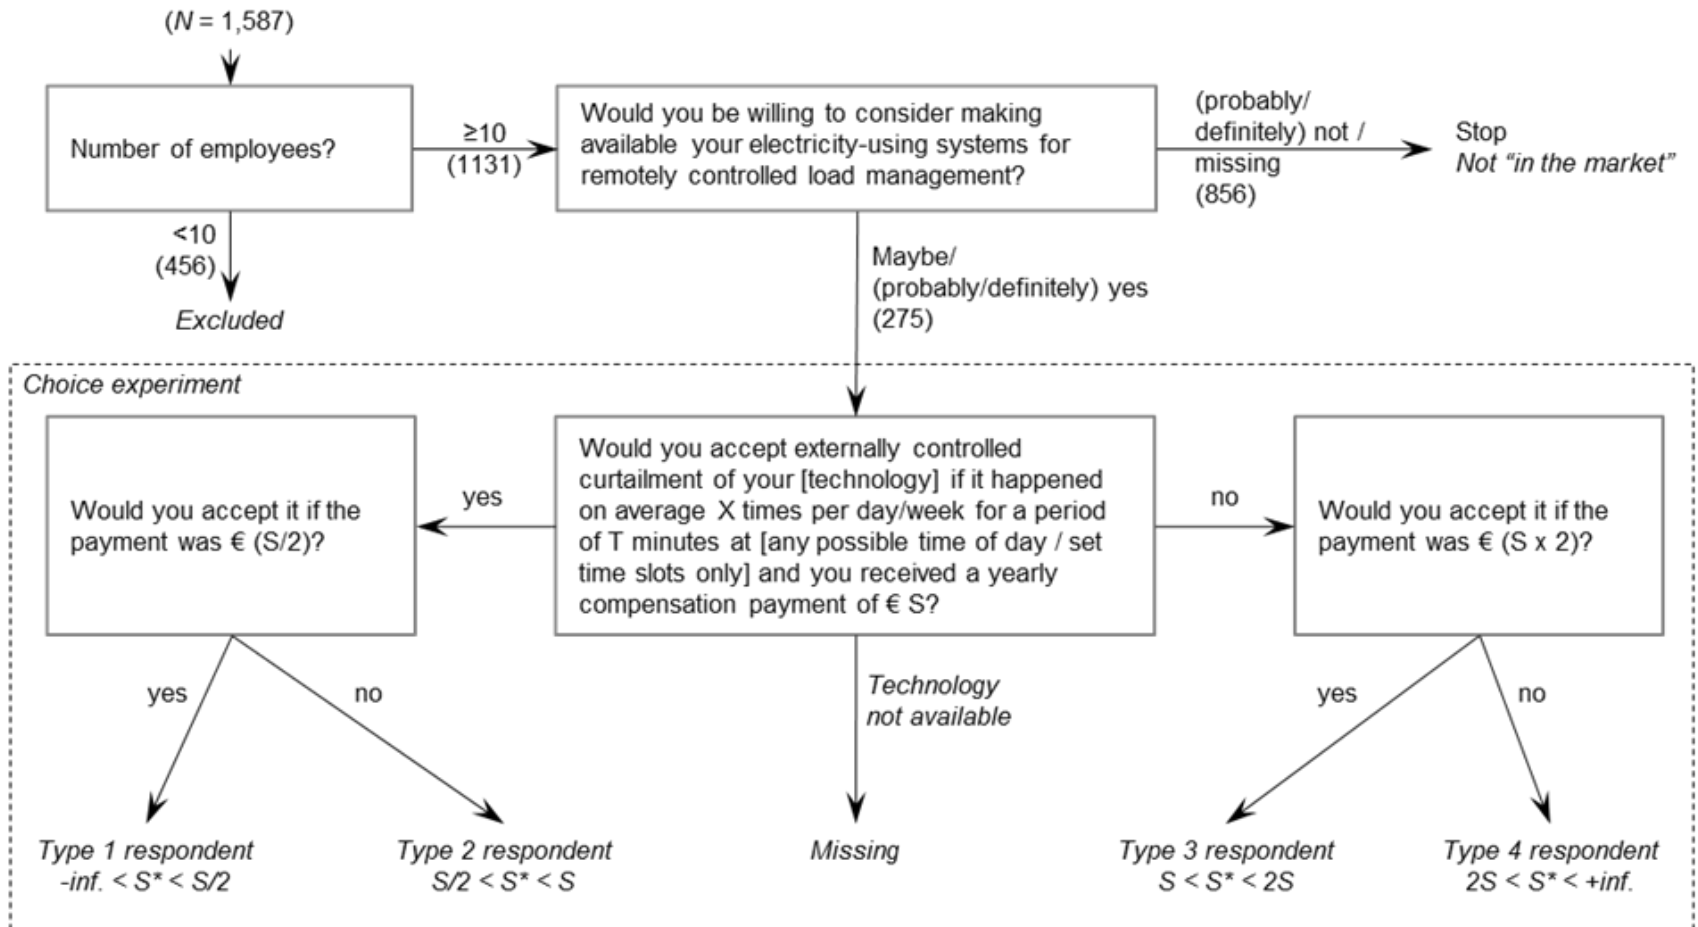 (N = 1,587)
Number of employees?
≥10
(1131)
Would you be willing to consider making
available your electricity-using systems for
remotely controlled load management?
(probably/
definitely) not /
missing
(856)
Stop
Not “in the market”
<10
(456)
Excluded
Maybe/
(probably/definitely) yes
(275)
Choice experiment
Would you accept it if the
payment was € (S/2)?
yes
Would you accept externally controlled
curtailment of your [technology] if it happened
on average X times per day/week for a period
of T minutes at [any possible time of day / set
time slots only] and you received a yearly
compensation payment of € S?
no
Would you accept it if the
payment was € (S x 2)?
yes
no
Technology
not available
yes
no
Type 1 respondent
-inf. < S* < S/2
Type 2 respondent
S/2 < S* < S
Missing
Type 3 respondent
S < S* < 2S
Type 4 respondent
2S < S* < +inf.